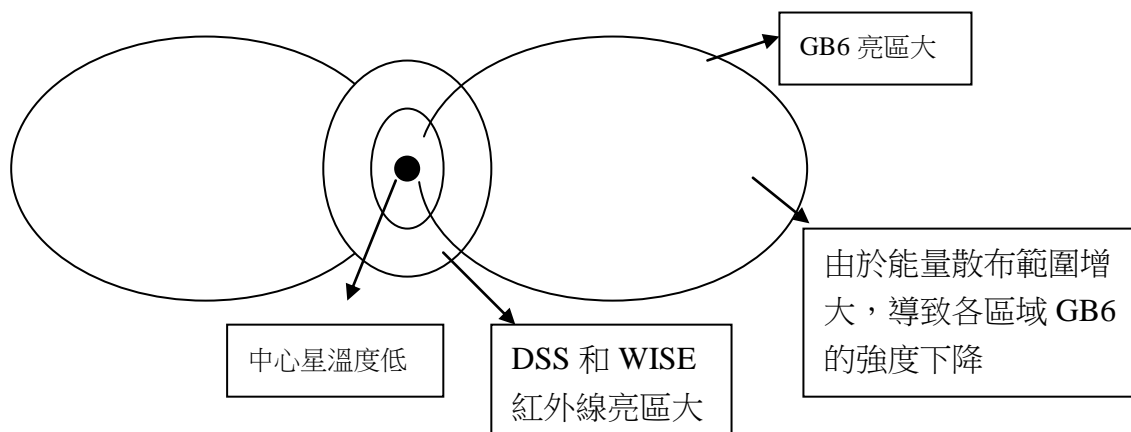 GB6 亮區大
由於能量散布範圍增
大，導致各區域 GB6
的強度下降
中心星溫度低
DSS 和 WISE
紅外線亮區大